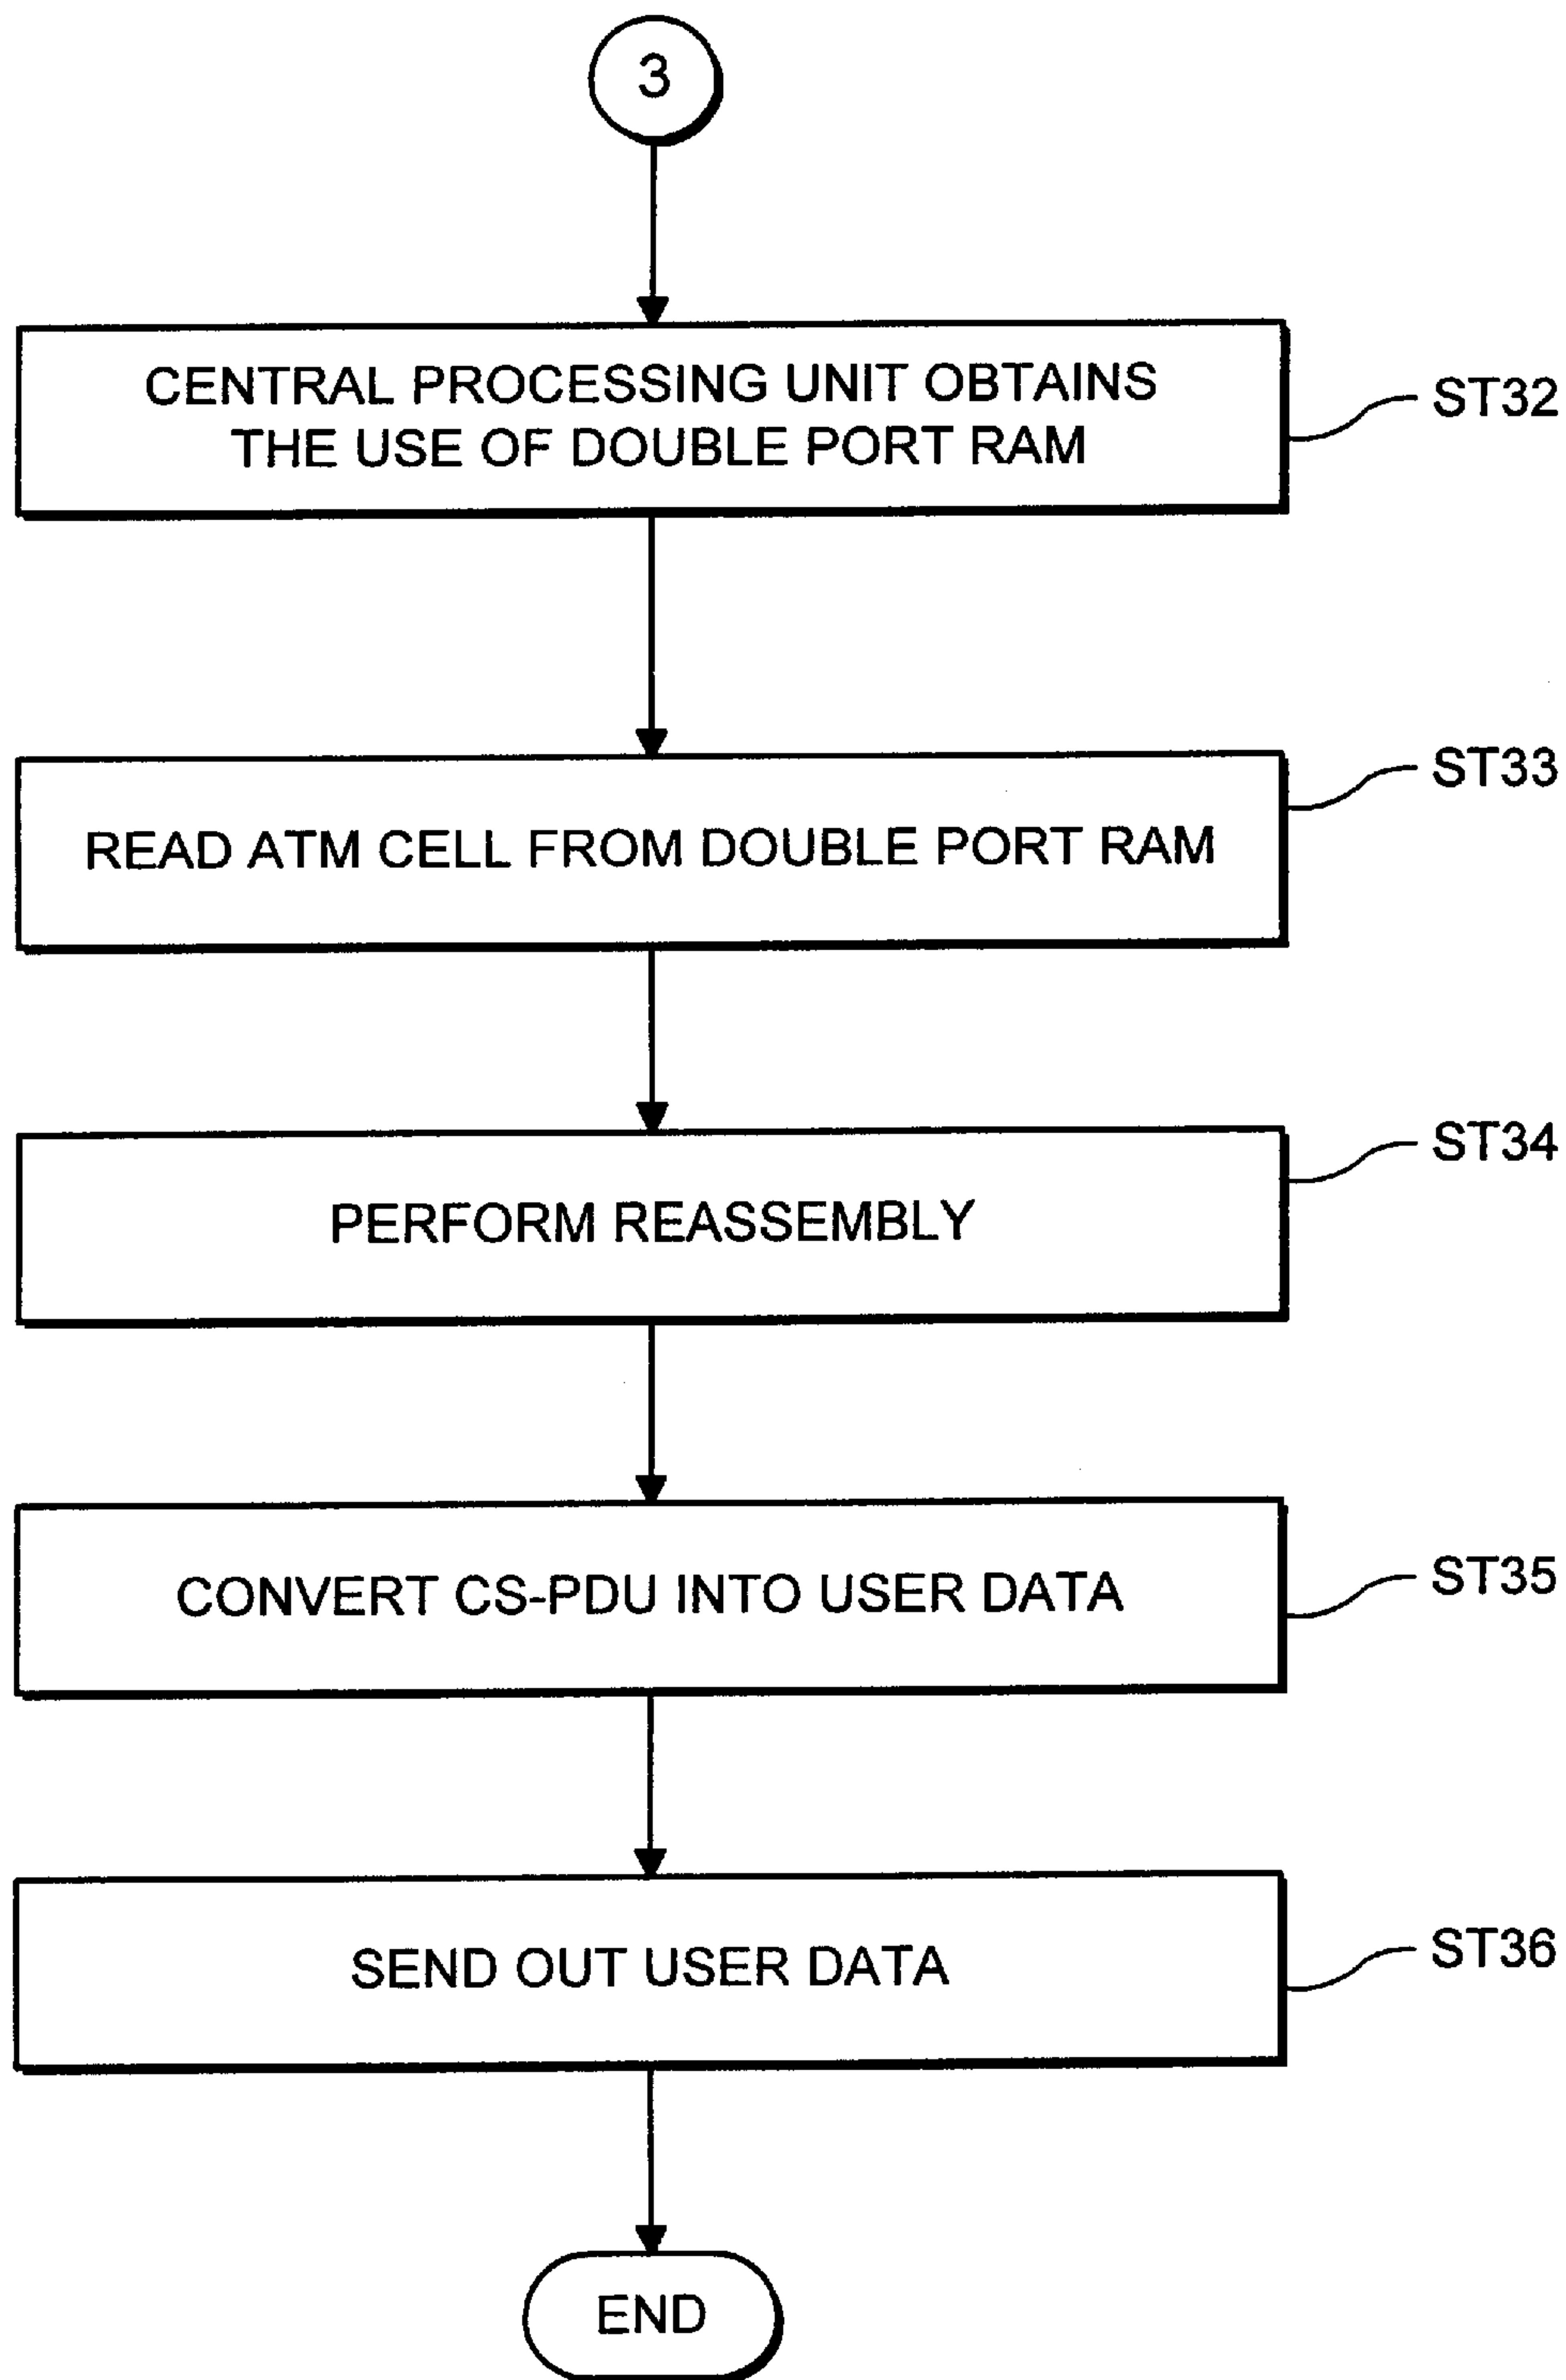 3
CENTRAL PROCESSING UNIT OBTAINS
THE USE OF DOUBLE PORT RAM
ST32
READ ATM CELL FROM DOUBLE PORT RAM
ST33
PERFORM REASSEMBLY
ST34
CONVERT CS-PDU INTO USER DATA
ST35
SEND OUT USER DATA
ST36
END